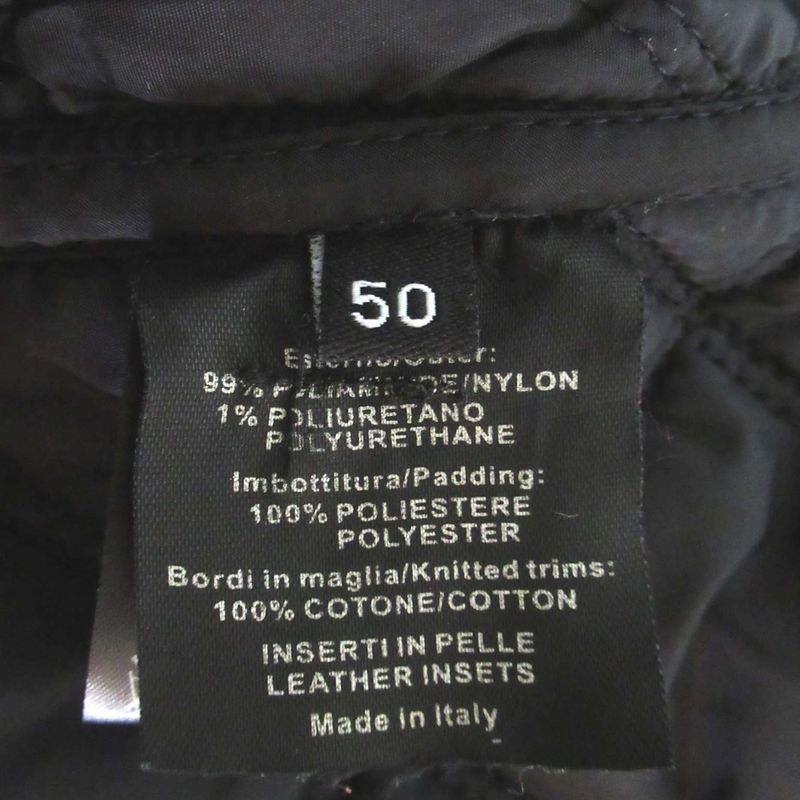 50
Esterno/Outer:
99% POLIAMMIDE/NYLON
1% POLIURETANO
POLYURETHANE
Imbottitura/Padding:
100% POLIESTERE
POLYESTER
Bordi in maglia/Knitted trims:
100% COTONE/COTTON
INSERTI IN PELLE
LEATHER INSETS
Made in Italy